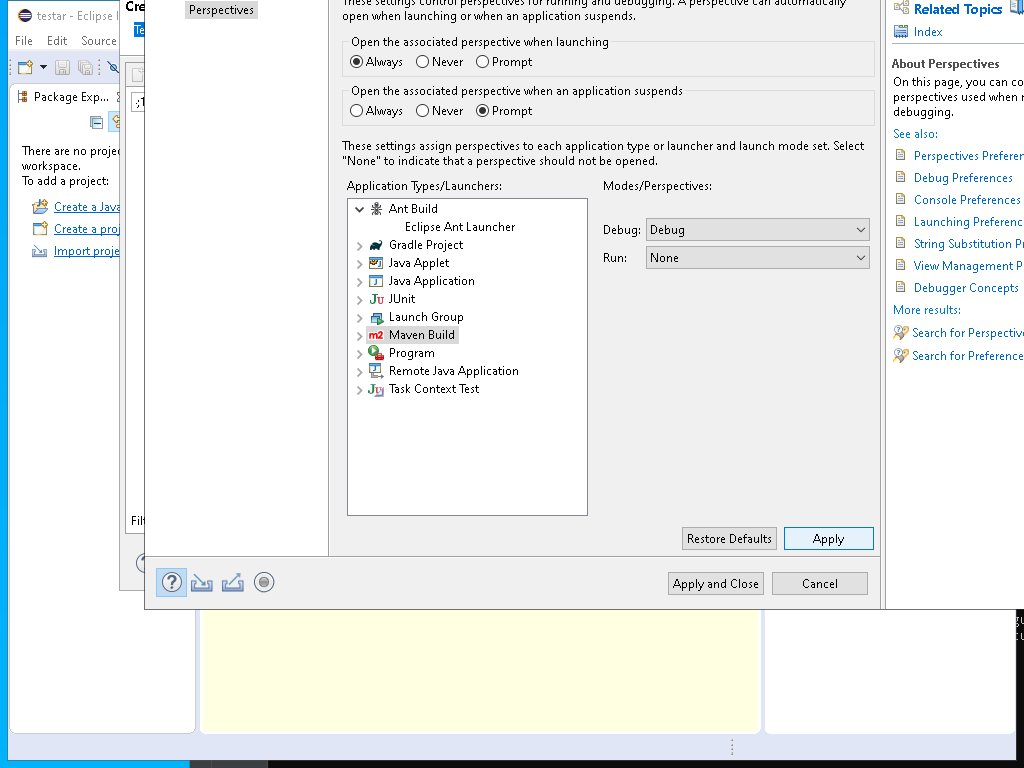 testar - Eclipse I
File Edit Source
Package Exp...
There are no proje
workspace.
To add a project:
Create a Java
Create a proj
Import proje
Cre
Te
Filt
Perspectives
These settings control perspectives for running and debugging. A perspective can automatically
open when launching or when an application suspends.
Open the associated perspective when launching
Always Never Prompt
Open the associated perspective when an application suspends
Always Never Prompt
These settings assign perspectives to each application type or launcher and launch mode set. Select
"None" to indicate that a perspective should not be opened.
Application Types/Launchers:
Ant Build
Eclipse Ant Launcher
Gradle Project
Java Applet
Java Application
JUnit
Launch Group
Maven Build
Program
Remote Java Application
Task Context Test
Modes/Perspectives:
Debug: Debug
Run: None
Restore Defaults Apply
Apply and Close Cancel
Related Topics
Index
About Perspectives
On this page, you can co
perspectives used when r
debugging.
See also:
Perspectives Preferen
Debug Preferences
Console Preferences
Launching Preferenc
String Substitution Pr
View Management P
Debugger Concepts
More results:
Search for Perspective
Search for Preference